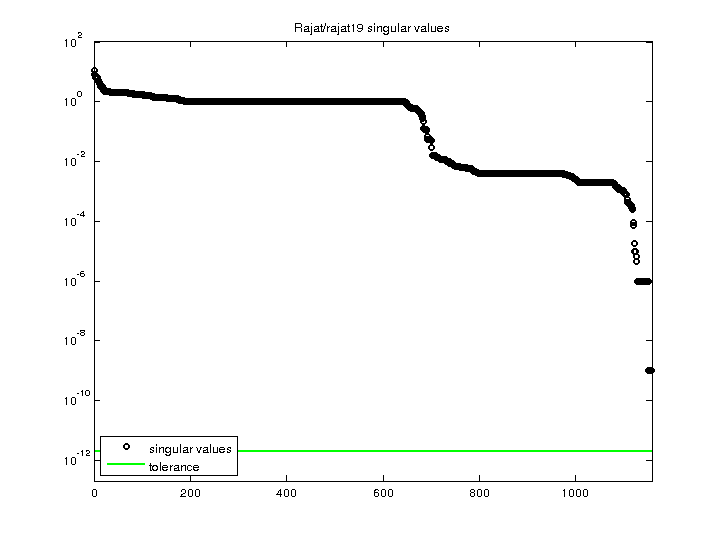 Rajat/rajat19 singular values
10^2
10^0
10^-2
10^-4
10^-6
10^-8
10^-10
10^-12
singular values
tolerance
0 200 400 600 800 1000